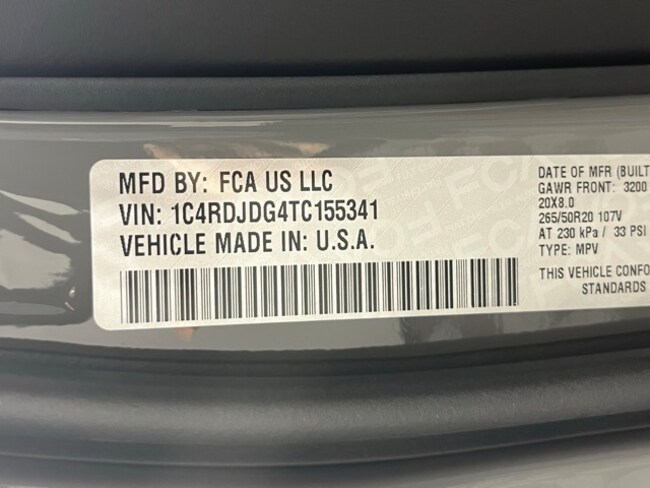 MFD BY: FCA US LLC
VIN: 1C4RDJDG4TC155341
VEHICLE MADE IN: U.S.A.
DATE OF MFR (BUILT
GAWR FRONT: 3200
20X8.0
265/50R20 107V
AT 230 kPa / 33 PSI
TYPE: MPV
THIS VEHICLE CONFO
STANDARDS